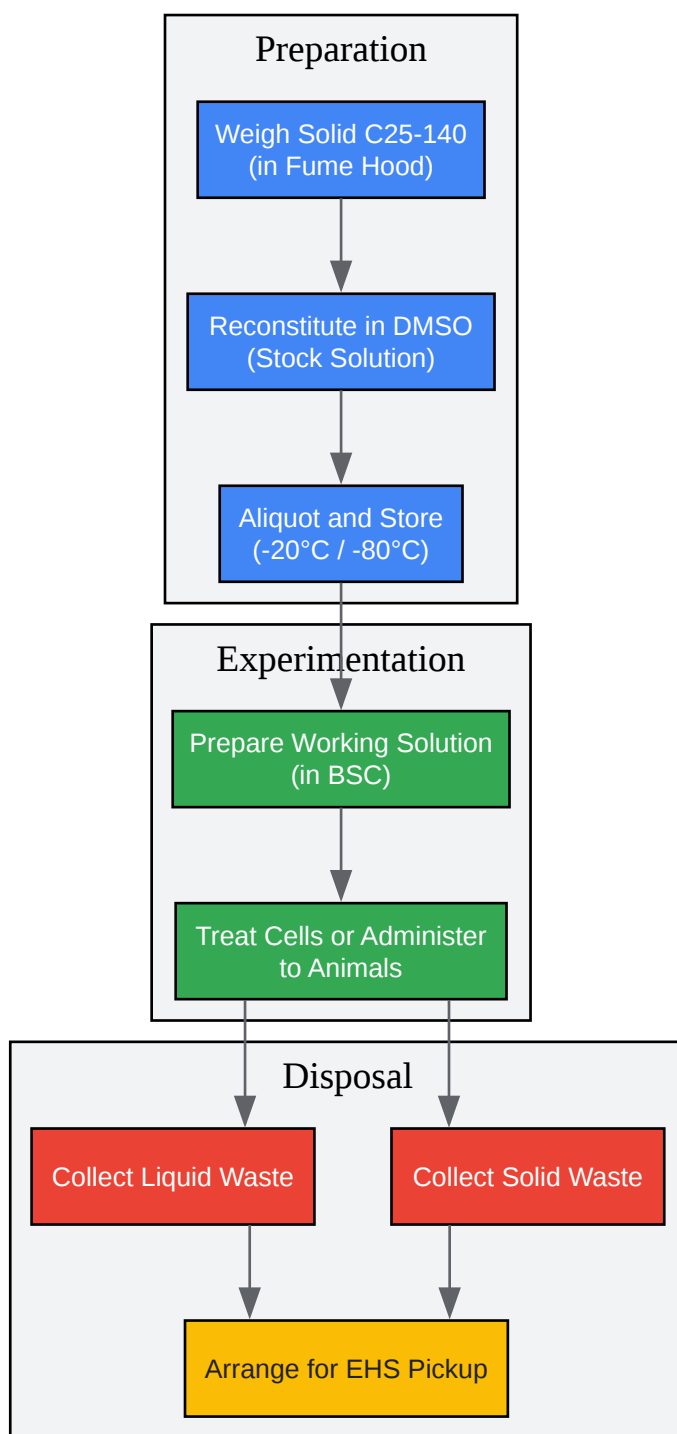 Preparation
Weigh Solid C25-140
(in Fume Hood)
Reconstitute in DMSO
(Stock Solution)
Aliquot and Store
(-20°C / -80°C)
Experimentation
Prepare Working Solution
(in BSC)
Treat Cells or Administer
to Animals
Disposal
Collect Liquid Waste
Collect Solid Waste
Arrange for EHS Pickup